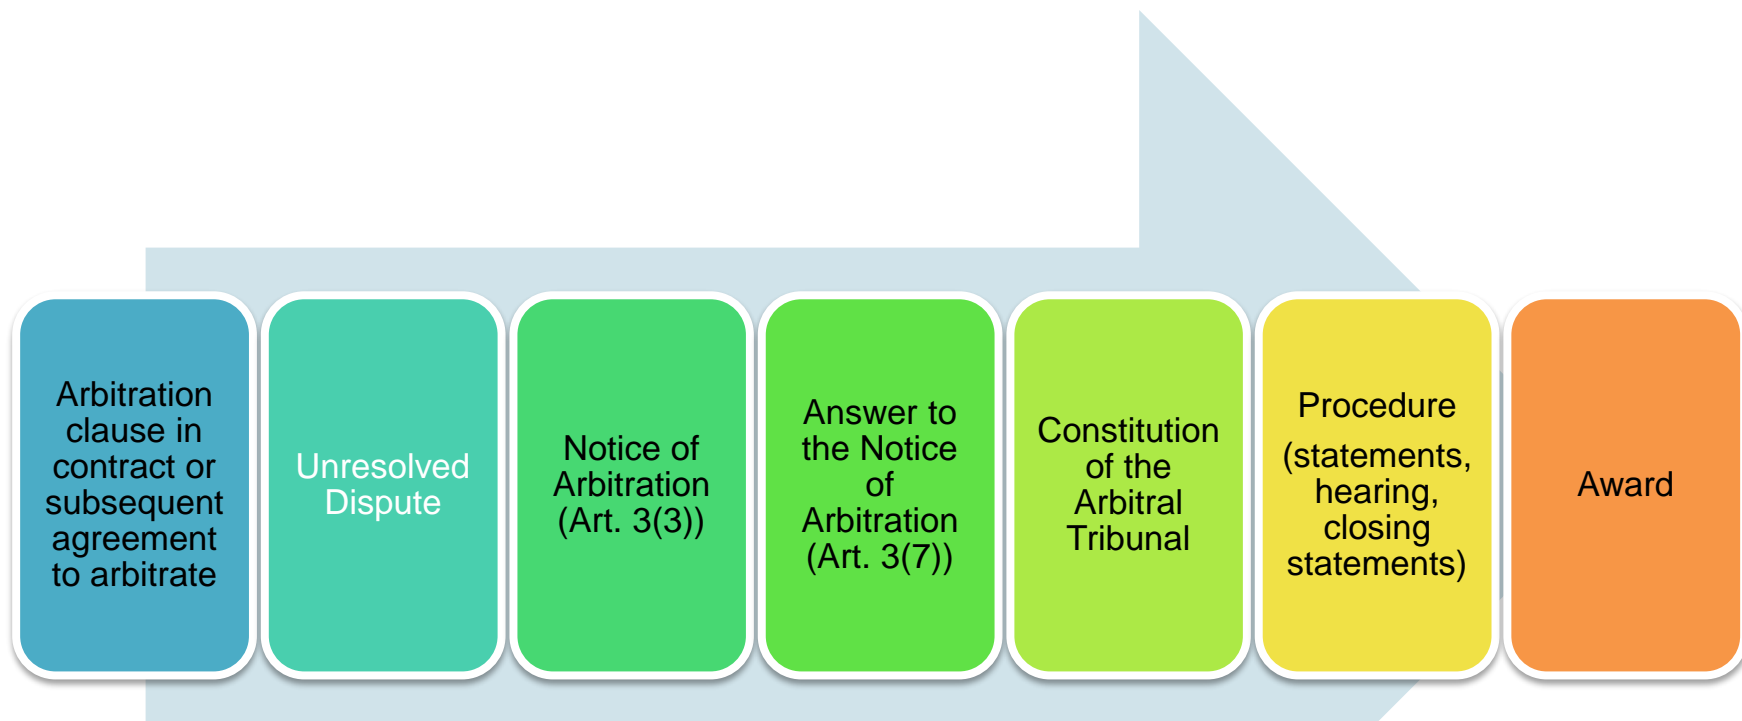 Arbitration
clause in
contract or
subsequent
agreement
to arbitrate
Unresolved
Dispute
Notice of
Arbitration
(Art. 3(3))
Answer to
the Notice
of
Arbitration
(Art. 3(7))
Constitution
of the
Arbitral
Tribunal
Procedure
(statements,
hearing,
closing
statements)
Award